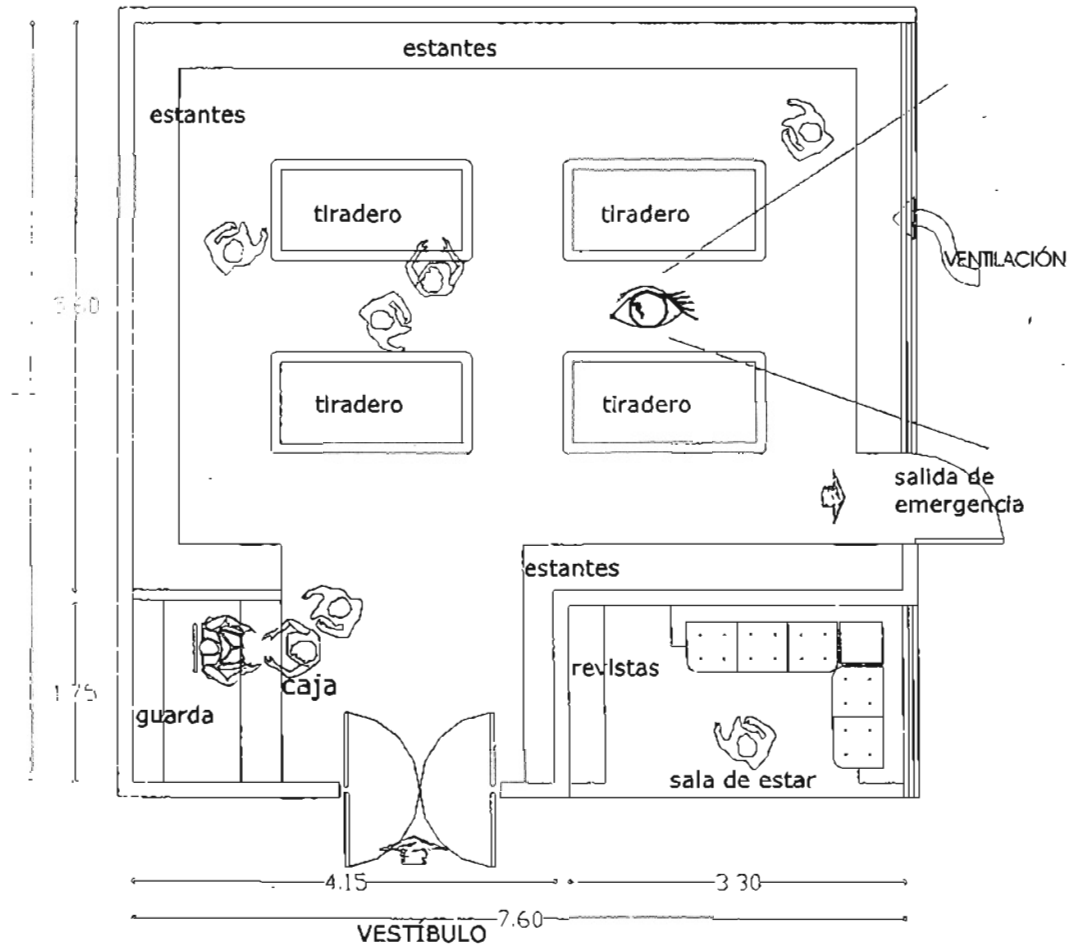 estantes
estantes
tiradero
tiradero
VENTILACIÓN
tiradero
tiradero
salida de
emergencia
estantes
revistas
1.75
caja
guarda
sala de estar
4.15
3.30
7.60
VESTÍBULO